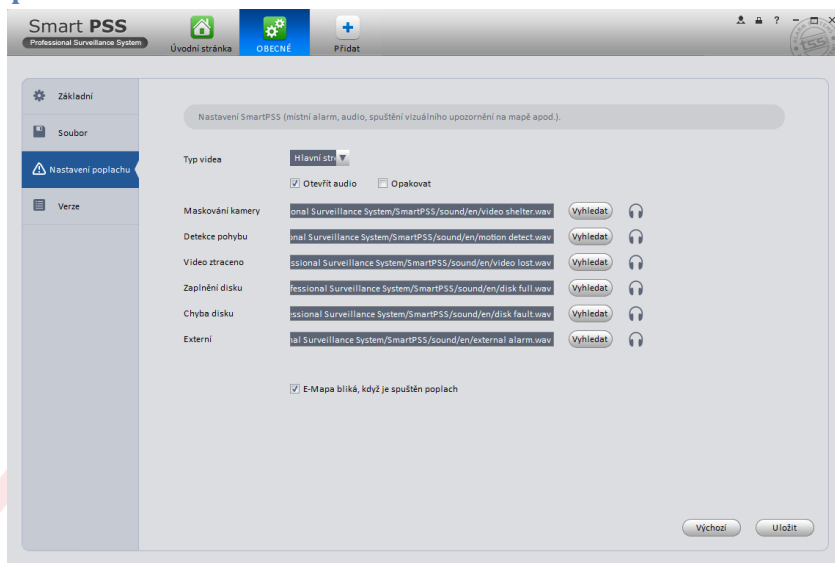 Smart PSS
Professional Surveillance System
Úvodní stránka
OBECNÉ
Přidat
?
tss
Základní
Soubor
Nastavení poplachu
Verze
Nastavení SmartPSS (místní alarm, audio, spuštění vizuálního upozornění na mapě apod.).
Typ videa Hlavní str
Otevřít audio Opakovat
Maskování kamery onal Surveillance System/SmartPSS/sound/en/video shelter.wav Vyhledat
Detekce pohybu onal Surveillance System/SmartPSS/sound/en/motion detect.wav Vyhledat
Video ztraceno ssional Surveillance System/SmartPSS/sound/en/video lost.wav Vyhledat
Zaplnění disku fessional Surveillance System/SmartPSS/sound/en/disk full.wav Vyhledat
Chyba disku essional Surveillance System/SmartPSS/sound/en/disk fault.wav Vyhledat
Externí nal Surveillance System/SmartPSS/sound/en/external alarm.wav Vyhledat
E-Mapa bliká, když je spuštěn poplach
Výchozí Uložit